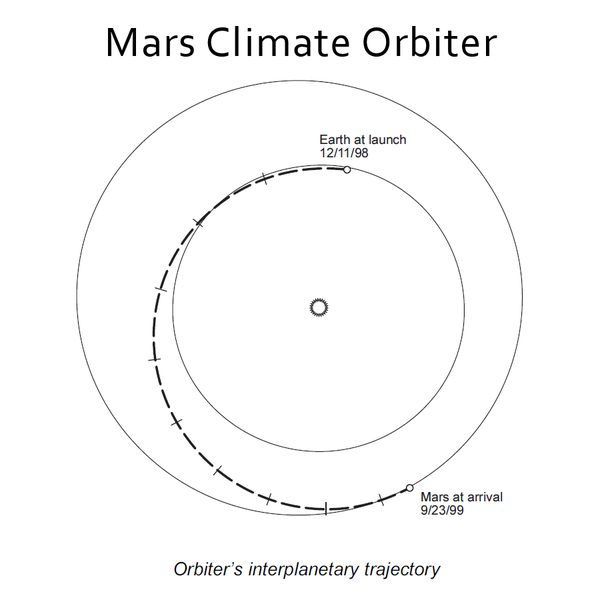 Mars Climate Orbiter
Earth at launch
12/11/98
Mars at arrival
9/23/99
Orbiter’s interplanetary trajectory